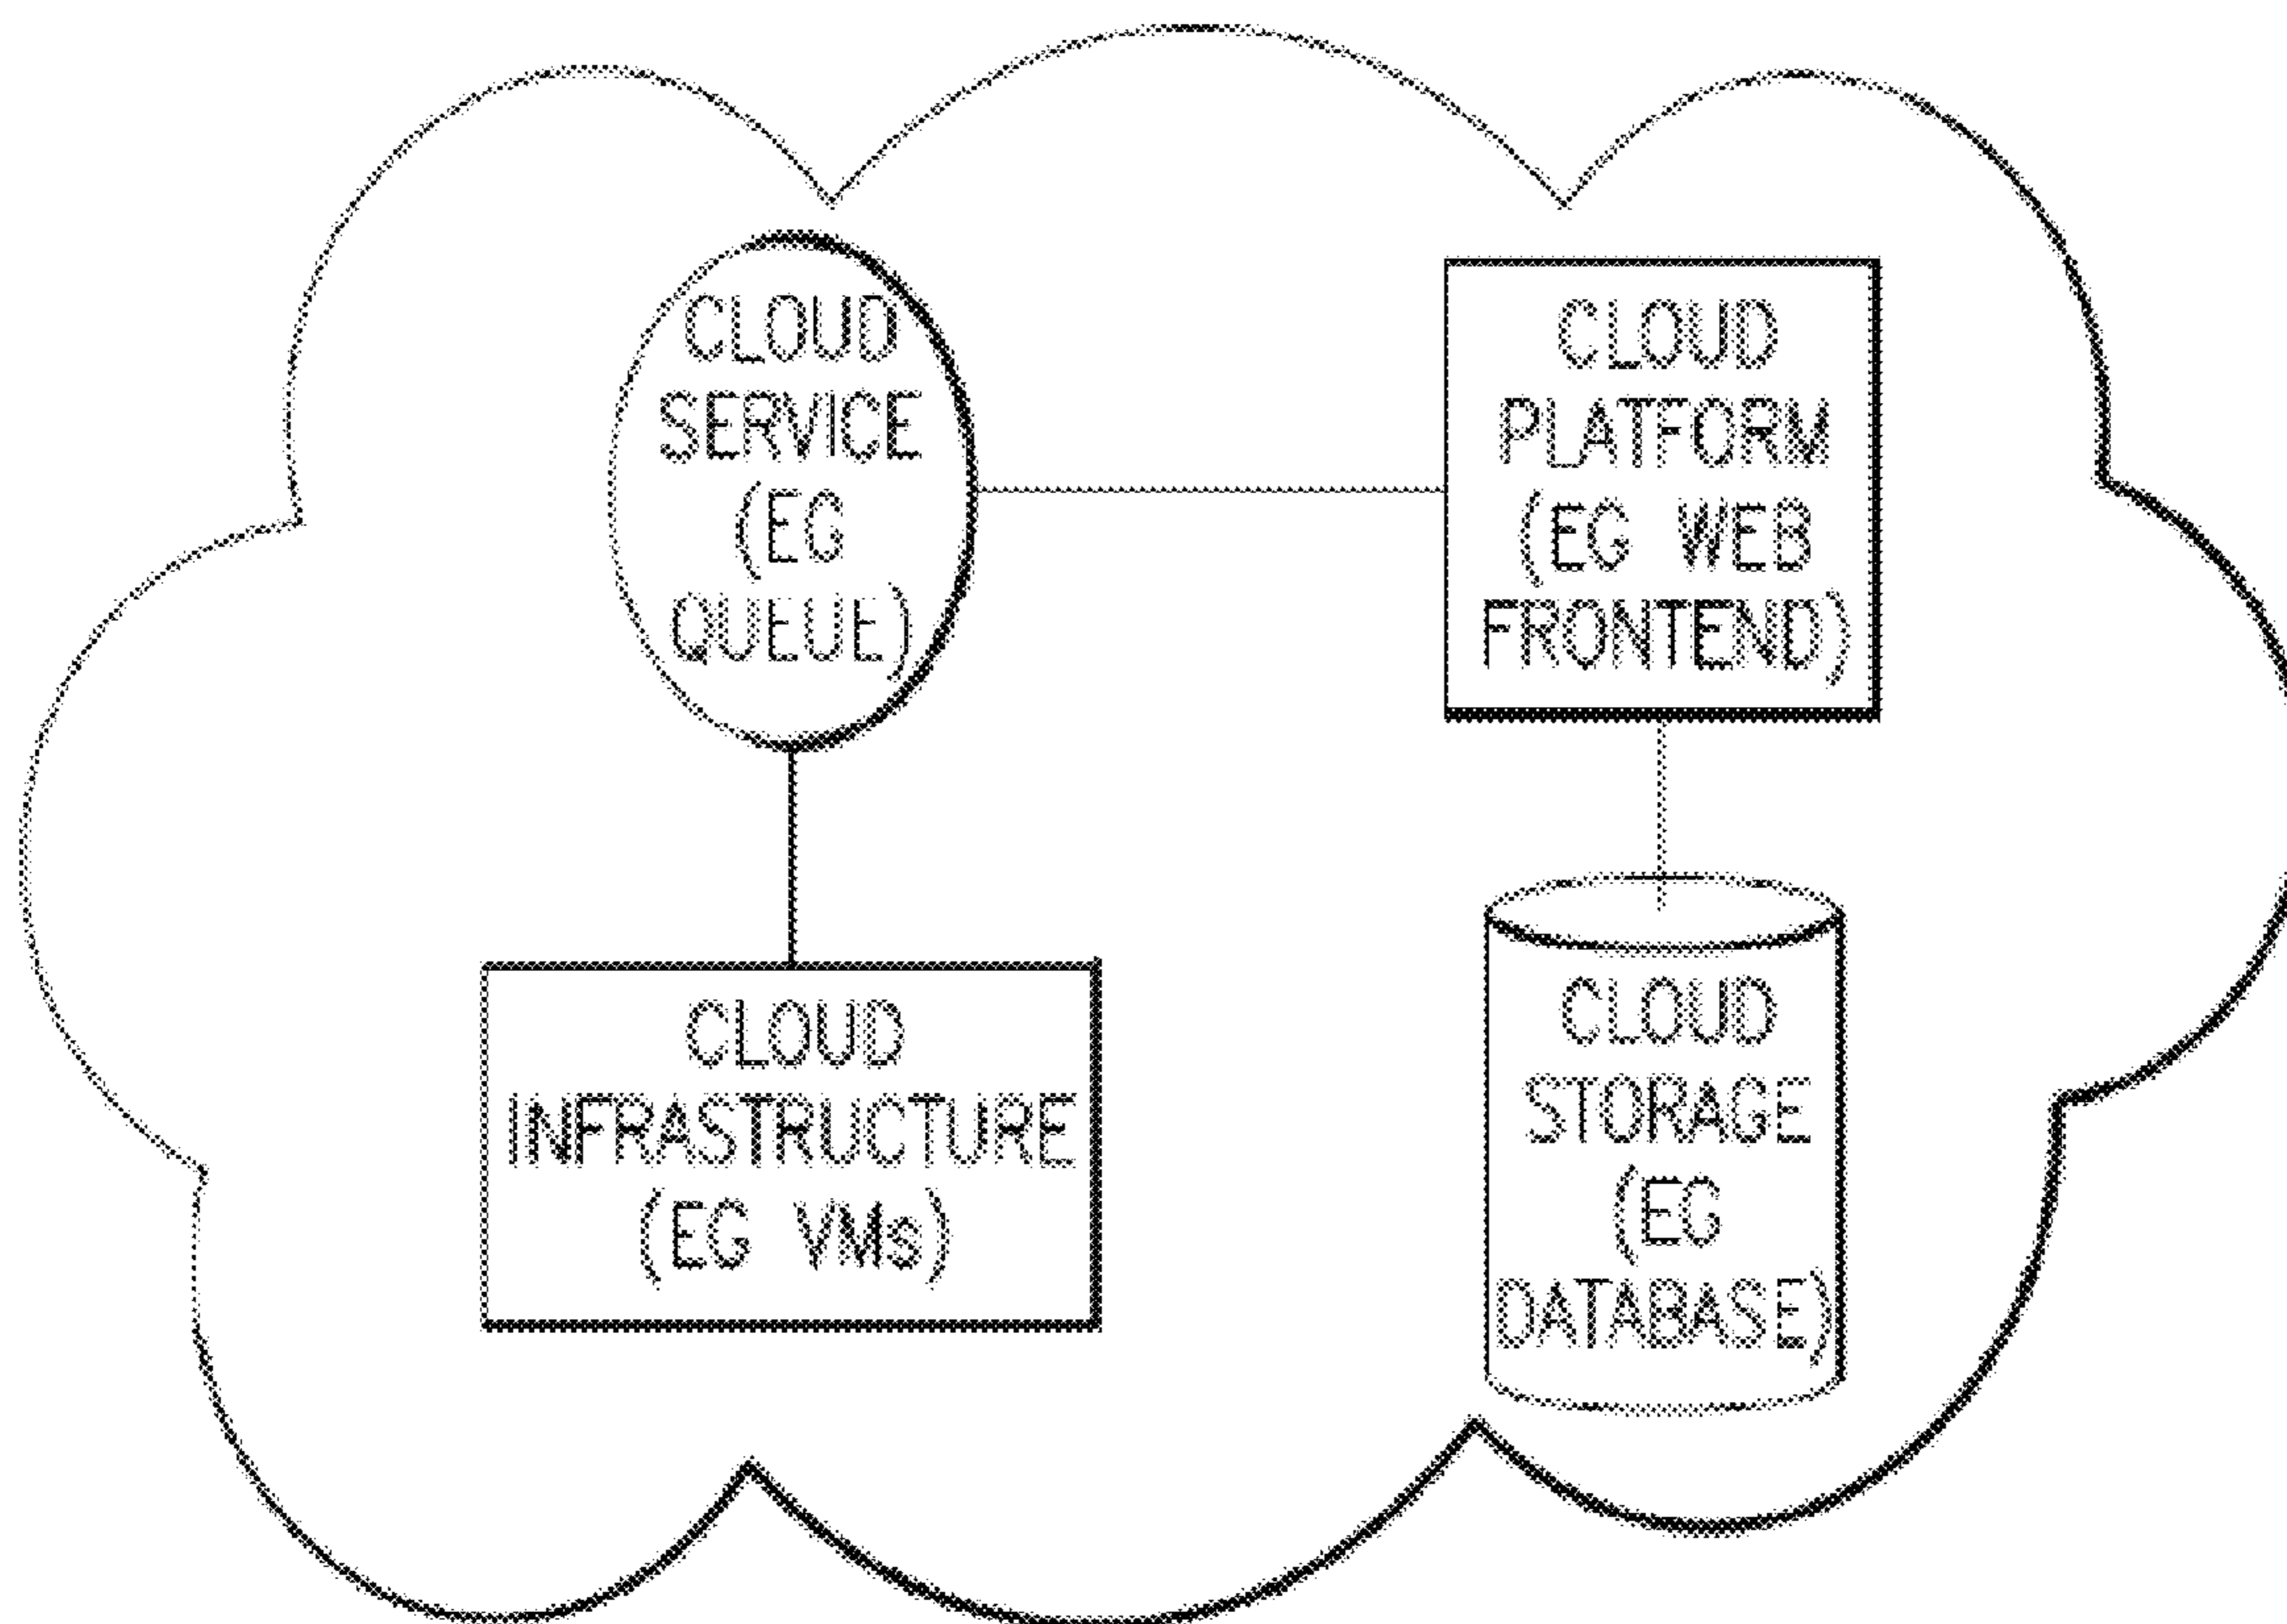 CLOUD
SERVICE
(EG
QUEUE)
CLOUD
PLATFORM
(EG WEB
FRONTEND)
CLOUD
INFRASTRUCTURE
(EG VMs)
CLOUD
STORAGE
(EG
DATABASE)